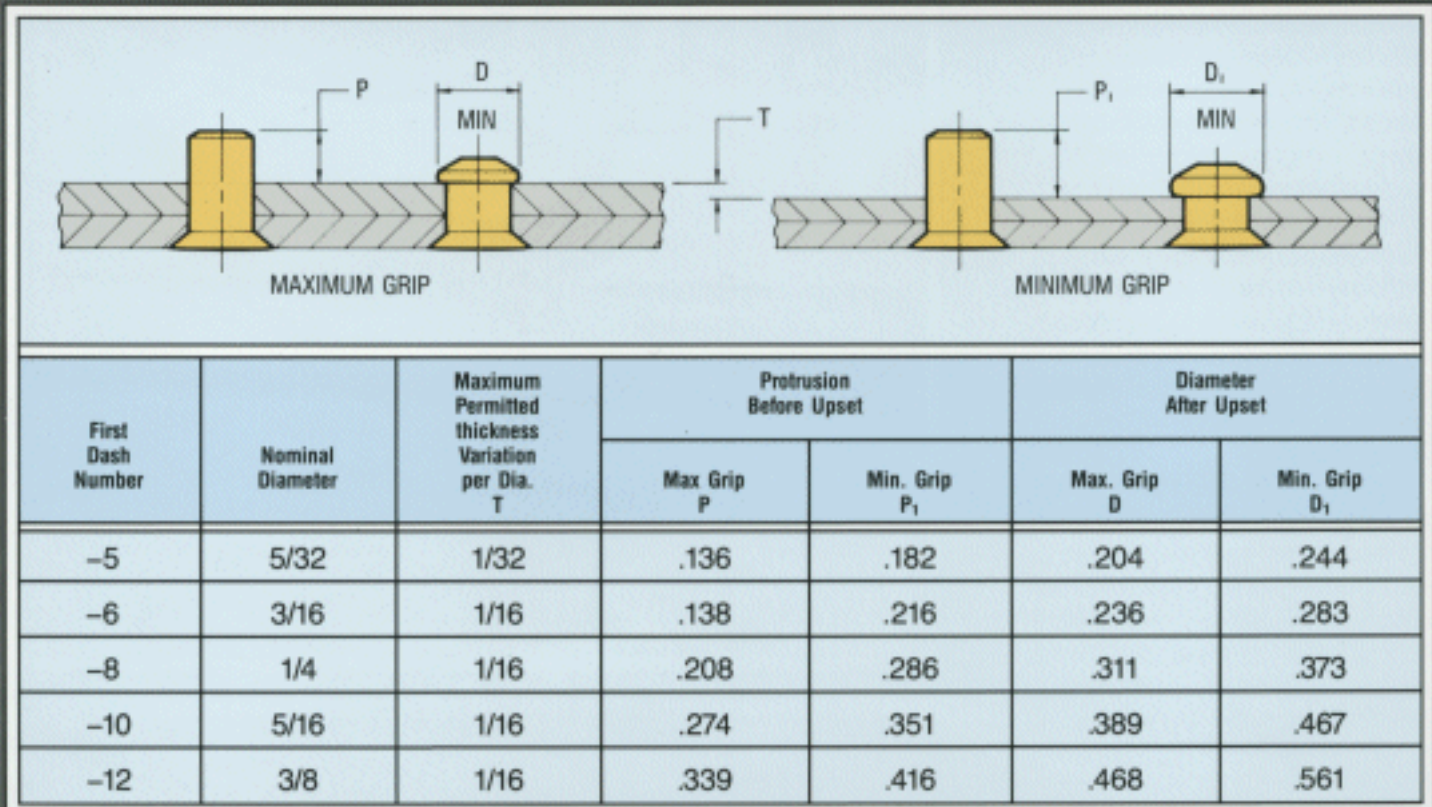 P
D
MIN
T
P₁
D₁
MIN
MAXIMUM GRIP
MINIMUM GRIP
First
Dash
Number
Nominal
Diameter
Maximum
Permitted
thickness
Variation
per Dia.
T
Protrusion
Before Upset
Diameter
After Upset
Max Grip
P
Min. Grip
P₁
Max. Grip
D
Min. Grip
D₁
–5 5/32 1/32 .136 .182 .204 .244
–6 3/16 1/16 .138 .216 .236 .283
–8 1/4 1/16 .208 .286 .311 .373
–10 5/16 1/16 .274 .351 .389 .467
–12 3/8 1/16 .339 .416 .468 .561